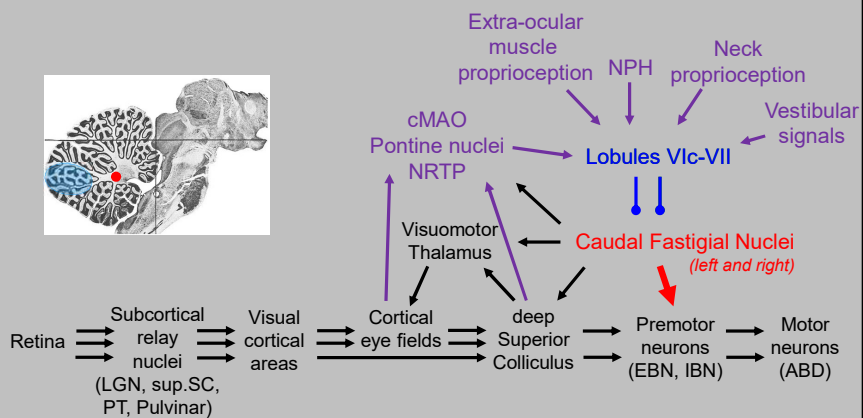 Extra-ocular
muscle
proprioception
NPH
Neck
proprioception
Vestibular
signals
cMAO
Pontine nuclei
NRTP
Lobules VIc-VII
Visuomotor
Thalamus
Caudal Fastigial Nuclei
(left and right)
Retina
Subcortical
relay
nuclei
(LGN, sup.SC,
PT, Pulvinar)
Visual
cortical
areas
Cortical
eye fields
deep
Superior
Colliculus
Premotor
neurons
(EBN, IBN)
Motor
neurons
(ABD)